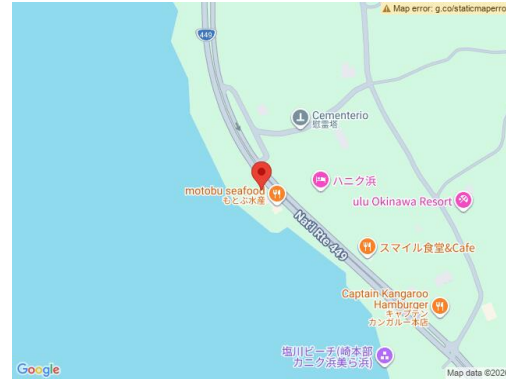 ⚠ Map error: g.co/staticmaperro
449
Cementerio
慰霊塔
ハニク浜
motobu seafood
もとぶ水産
ulu Okinawa Resort
Nat'l Rte 449
スマイル食堂&Cafe
Captain Kangaroo
Hamburger
キャプテン
カンガルー本店
塩川ビーチ(崎本部
カニク浜美ら浜)
Google
Map data ©2026